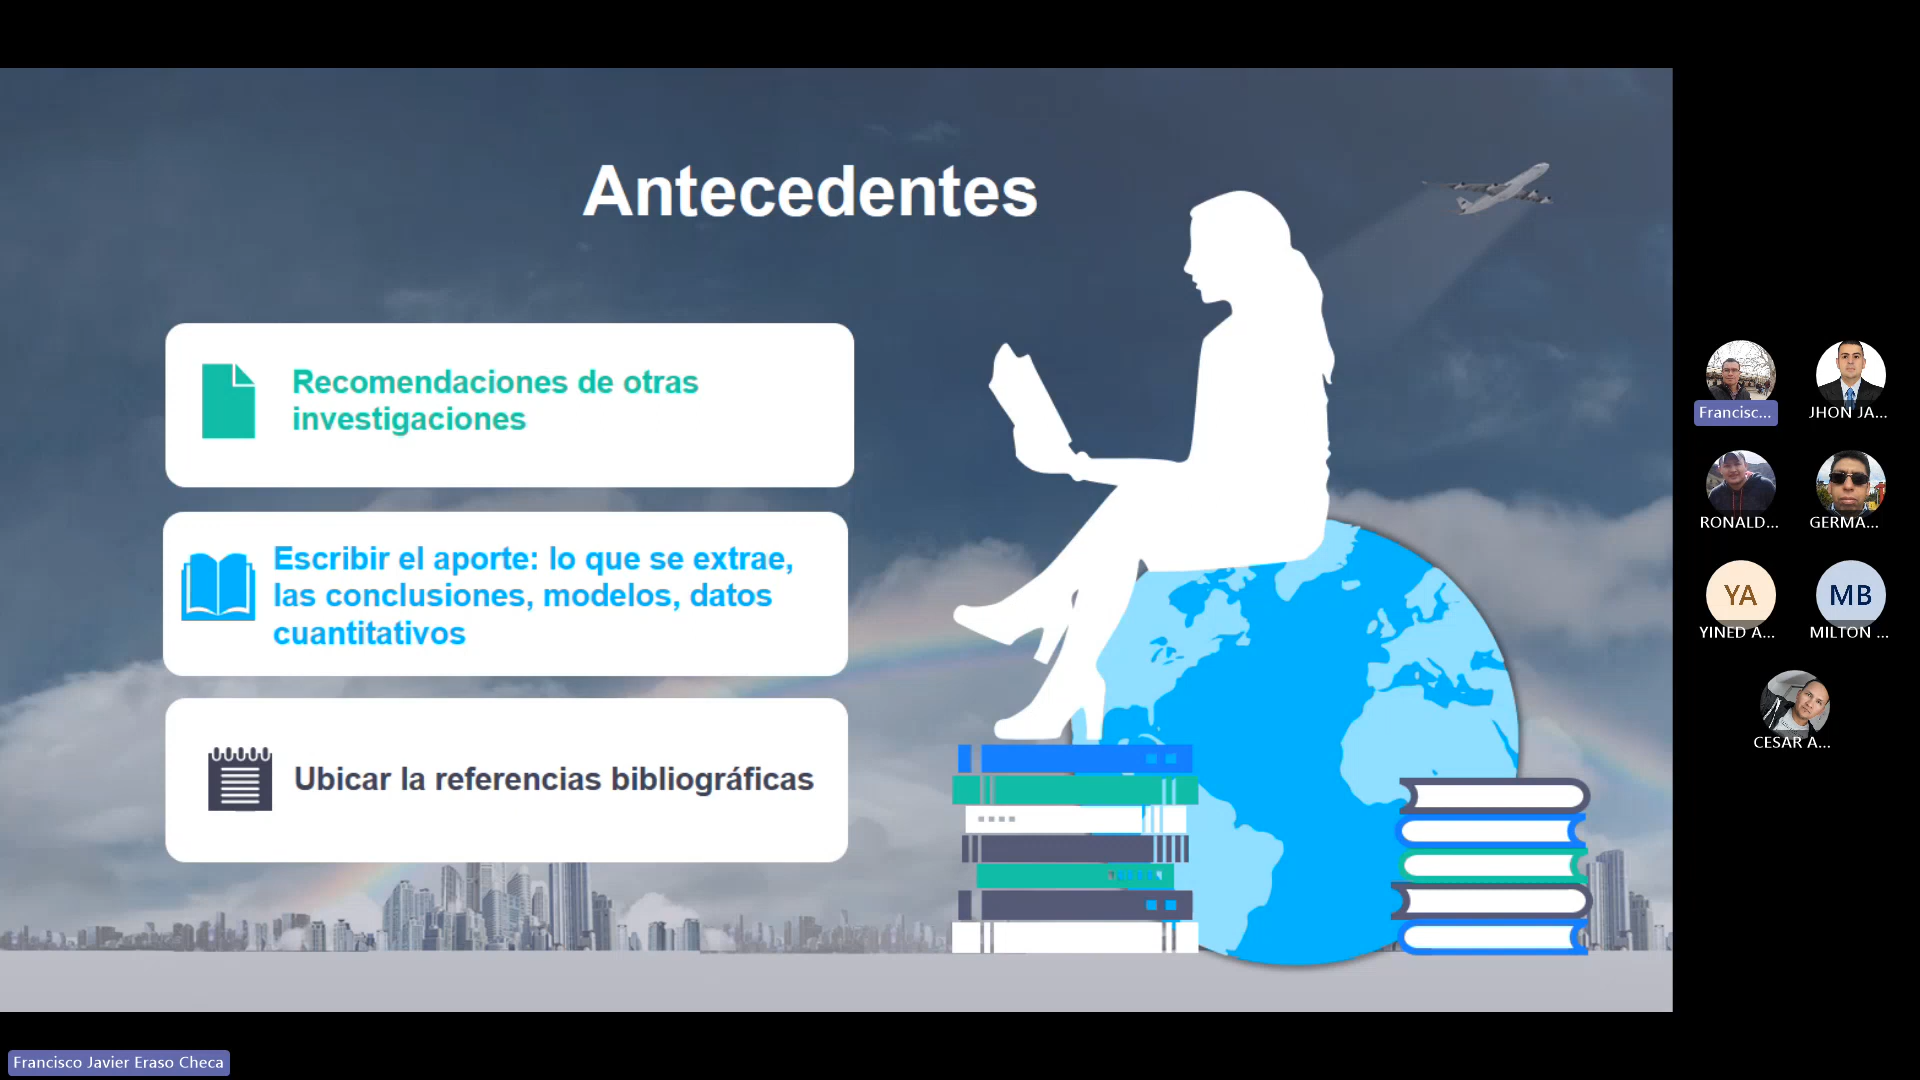 Antecedentes
Recomendaciones de otras
investigaciones
Escribir el aporte: lo que se extrae,
las conclusiones, modelos, datos
cuantitativos
Ubicar la referencias bibliográficas
Francisc...
JHON JA...
RONALD...
GERMA...
YA
YINED A...
MB
MILTON ...
CESAR A...
Francisco Javier Eraso Checa